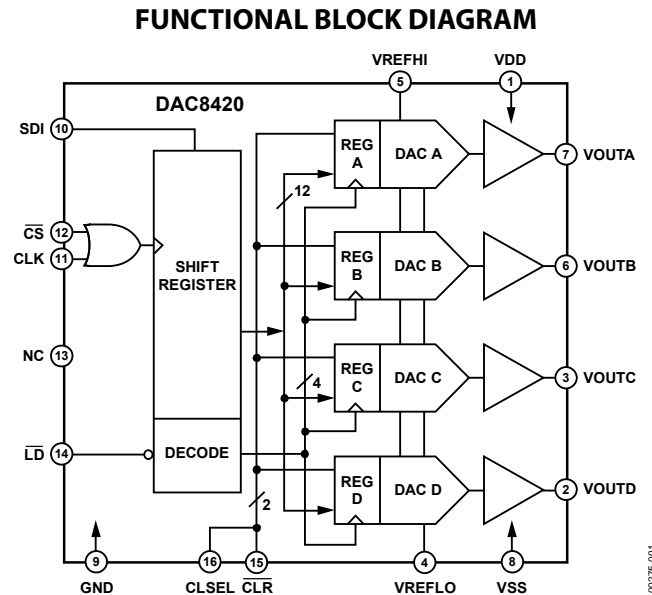 FUNCTIONAL BLOCK DIAGRAM
VREFHI
VDD
5
1
DAC8420
SDI 10
REG A
DAC A
7 VOUTA
12
CS 12
CLK 11
SHIFT
REGISTER
REG B
DAC B
6 VOUTB
NC 13
REG C
DAC C
3 VOUTC
4
LD 14
DECODE
REG D
DAC D
2 VOUTD
2
9
16
15
4
8
GND
CLSEL
CLR
VREFLO
VSS
00275-001